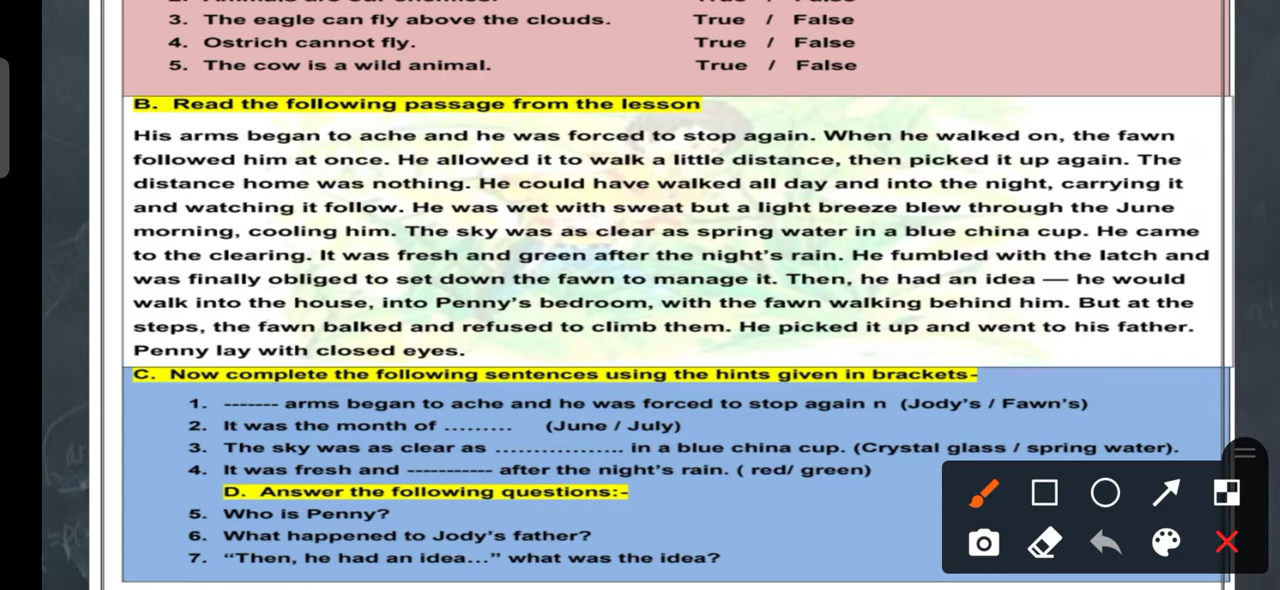 3. The eagle can fly above the clouds. True / False
4. Ostrich cannot fly. True / False
5. The cow is a wild animal. True / False
B. Read the following passage from the lesson
His arms began to ache and he was forced to stop again. When he walked on, the fawn
followed him at once. He allowed it to walk a little distance, then picked it up again. The
distance home was nothing. He could have walked all day and into the night, carrying it
and watching it follow. He was wet with sweat but a light breeze blew through the June
morning, cooling him. The sky was as clear as spring water in a blue china cup. He came
to the clearing. It was fresh and green after the night's rain. He fumbled with the latch and
was finally obliged to set down the fawn to manage it. Then, he had an idea — he would
walk into the house, into Penny's bedroom, with the fawn walking behind him. But at the
steps, the fawn balked and refused to climb them. He picked it up and went to his father.
Penny lay with closed eyes.
C. Now complete the following sentences using the hints given in brackets-
1. ------- arms began to ache and he was forced to stop again n (Jody's / Fawn's)
2. It was the month of ......... (June / July)
3. The sky was as clear as ................. in a blue china cup. (Crystal glass / spring water).
4. It was fresh and ----------- after the night's rain. ( red/ green)
D. Answer the following questions:-
5. Who is Penny?
6. What happened to Jody's father?
7. “Then, he had an idea...” what was the idea?